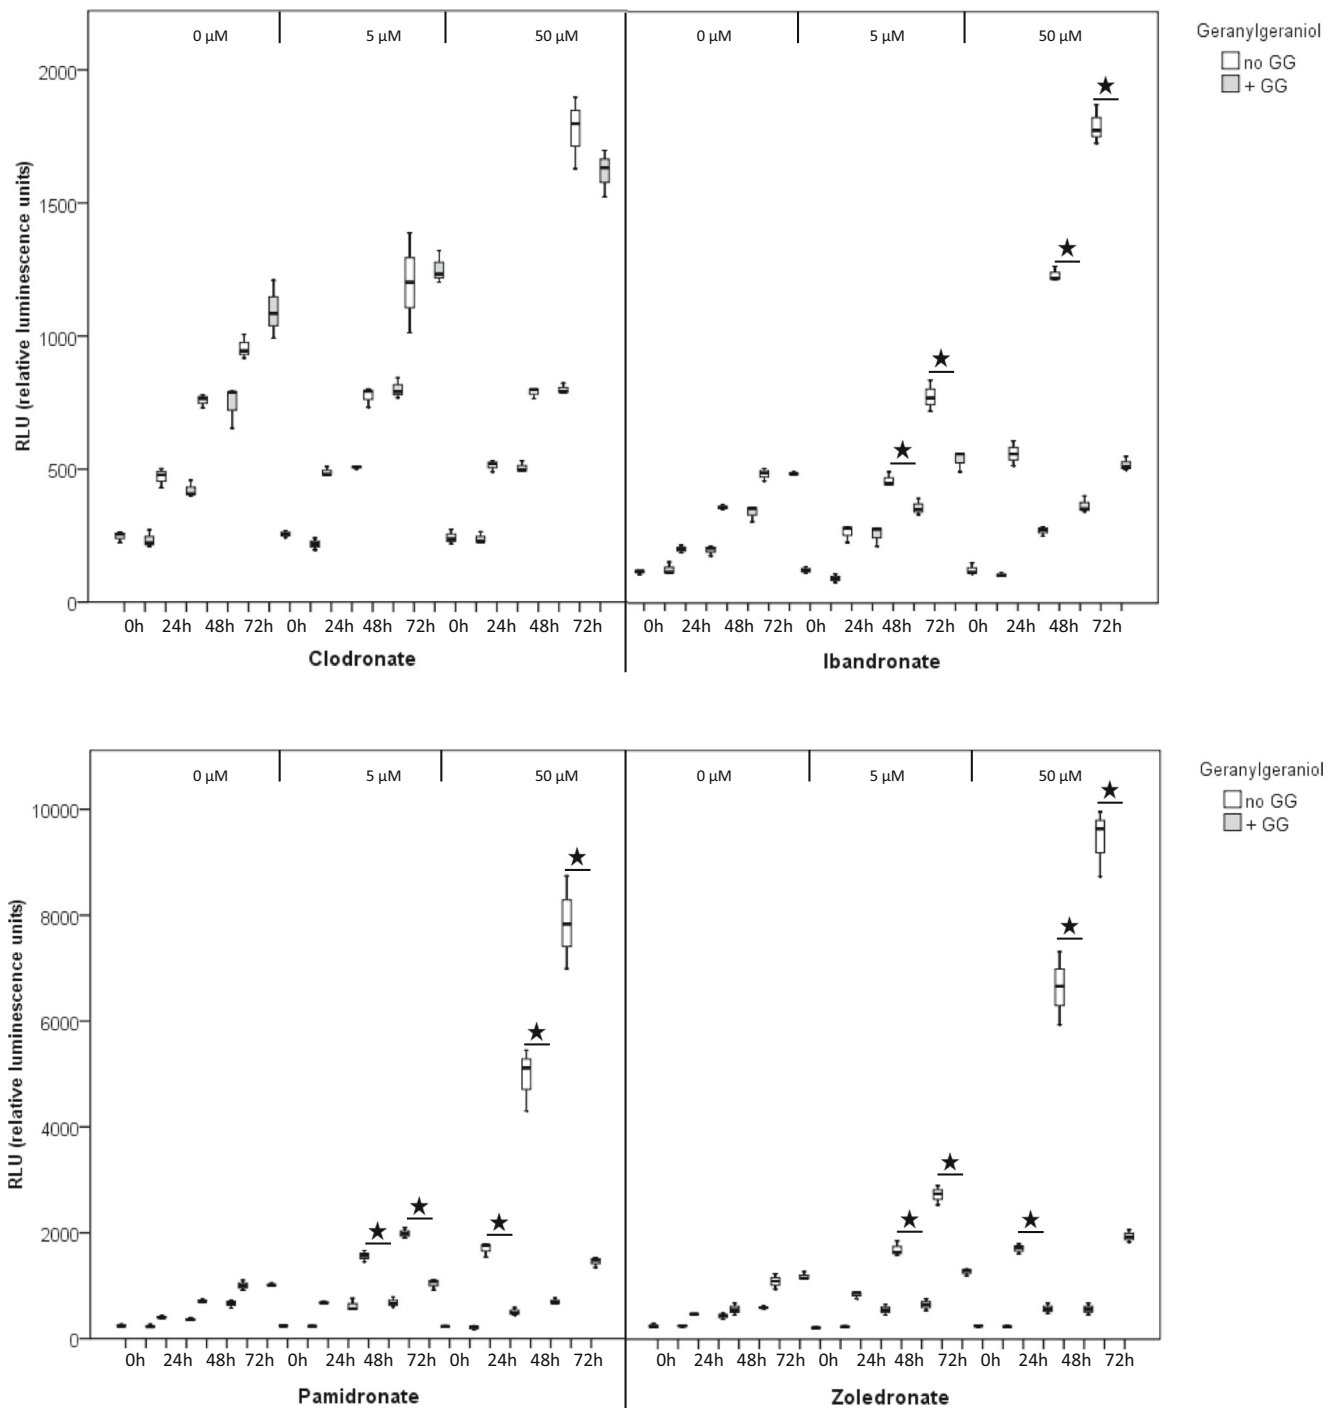 0 µM 5 µM 50 µM 0 µM 5 µM 50 µM
Geranylgeraniol
no GG
+ GG
2000
1500
1000
500
0
RLU (relative luminescence units)
0h 24h 48h 72h 0h 24h 48h 72h 0h 24h 48h 72h 0h 24h 48h 72h 0h 24h 48h 72h 0h 24h 48h 72h
Clodronate Ibandronate
0 µM 5 µM 50 µM 0 µM 5 µM 50 µM
Geranylgeraniol
no GG
+ GG
10000
8000
6000
4000
2000
0
RLU (relative luminescence units)
0h 24h 48h 72h 0h 24h 48h 72h 0h 24h 48h 72h 0h 24h 48h 72h 0h 24h 48h 72h 0h 24h 48h 72h
Pamidronate Zoledronate